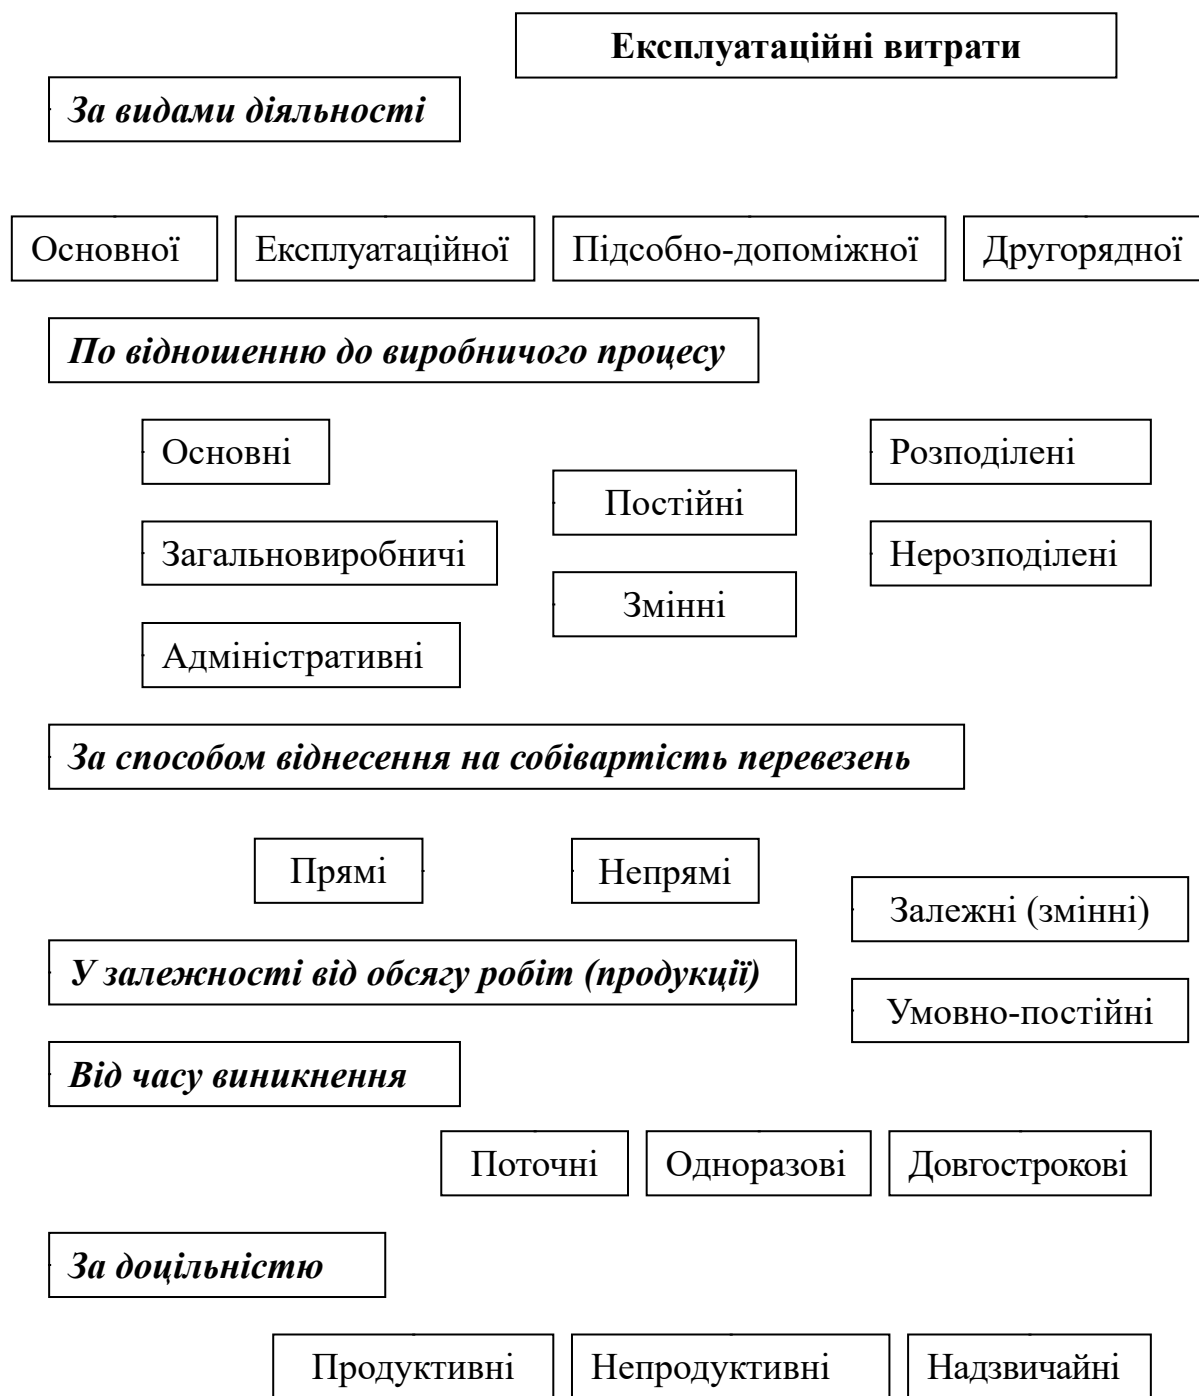 Експлуатаційні витрати
За видами діяльності
Основної Експлуатаційної Підсобно-допоміжної Другорядної
По відношенню до виробничого процесу
Основні
Розподілені
Постійні
Загальновиробничі
Нерозподілені
Змінні
Адміністративні
За способом віднесення на собівартість перевезень
Прямі Непрямі
Залежні (змінні)
У залежності від обсягу робіт (продукції)
Умовно-постійні
Від часу виникнення
Поточні Одноразові Довгострокові
За доцільністю
Продуктивні Непродуктивні Надзвичайні